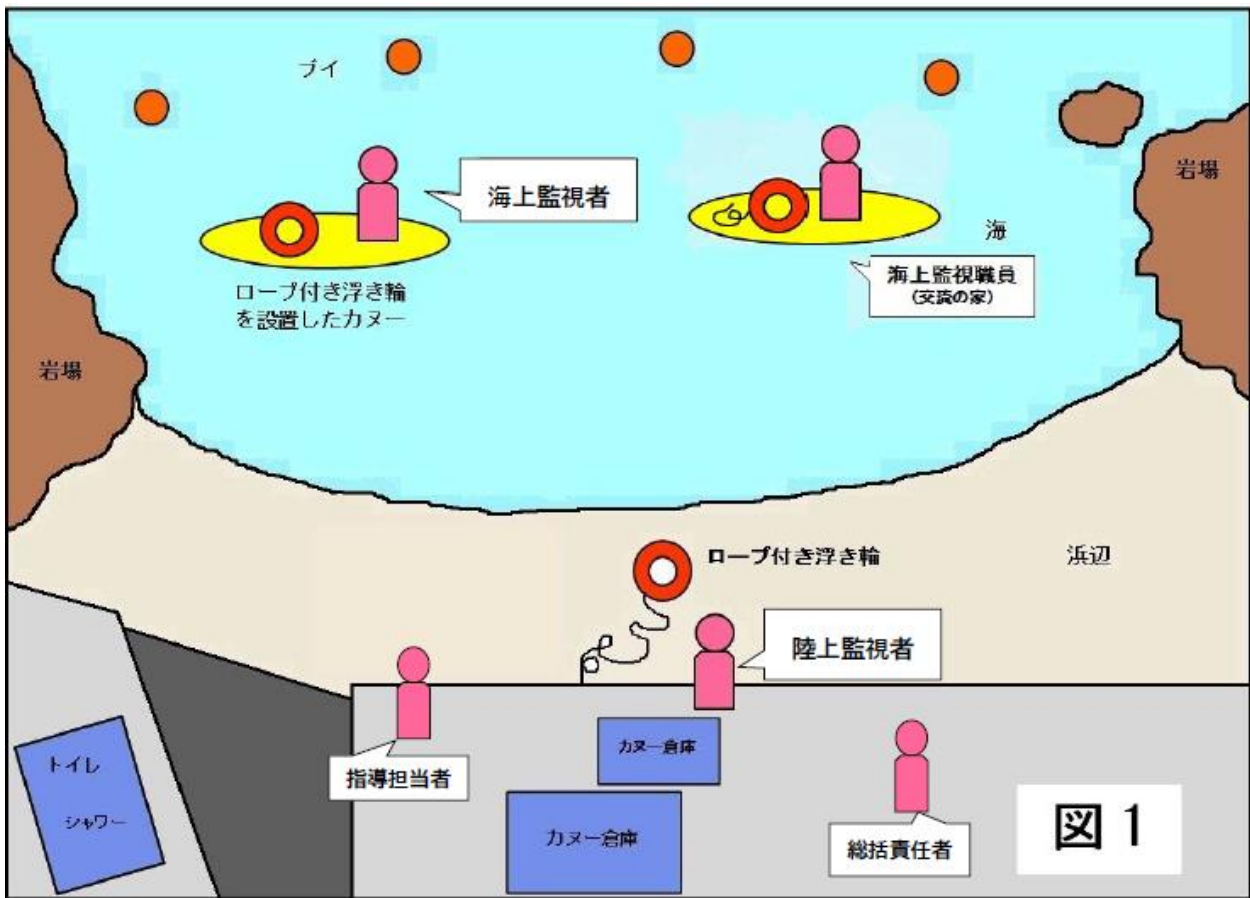 ブイ
岩場
海上監視者
海
海上監視職員
(交流の家)
ロープ付き浮き輪
を設置したカヌー
岩場
ロープ付き浮き輪
浜辺
陸上監視者
トイレ
シャワー
指導担当者
カヌー倉庫
カヌー倉庫
総括責任者
図1